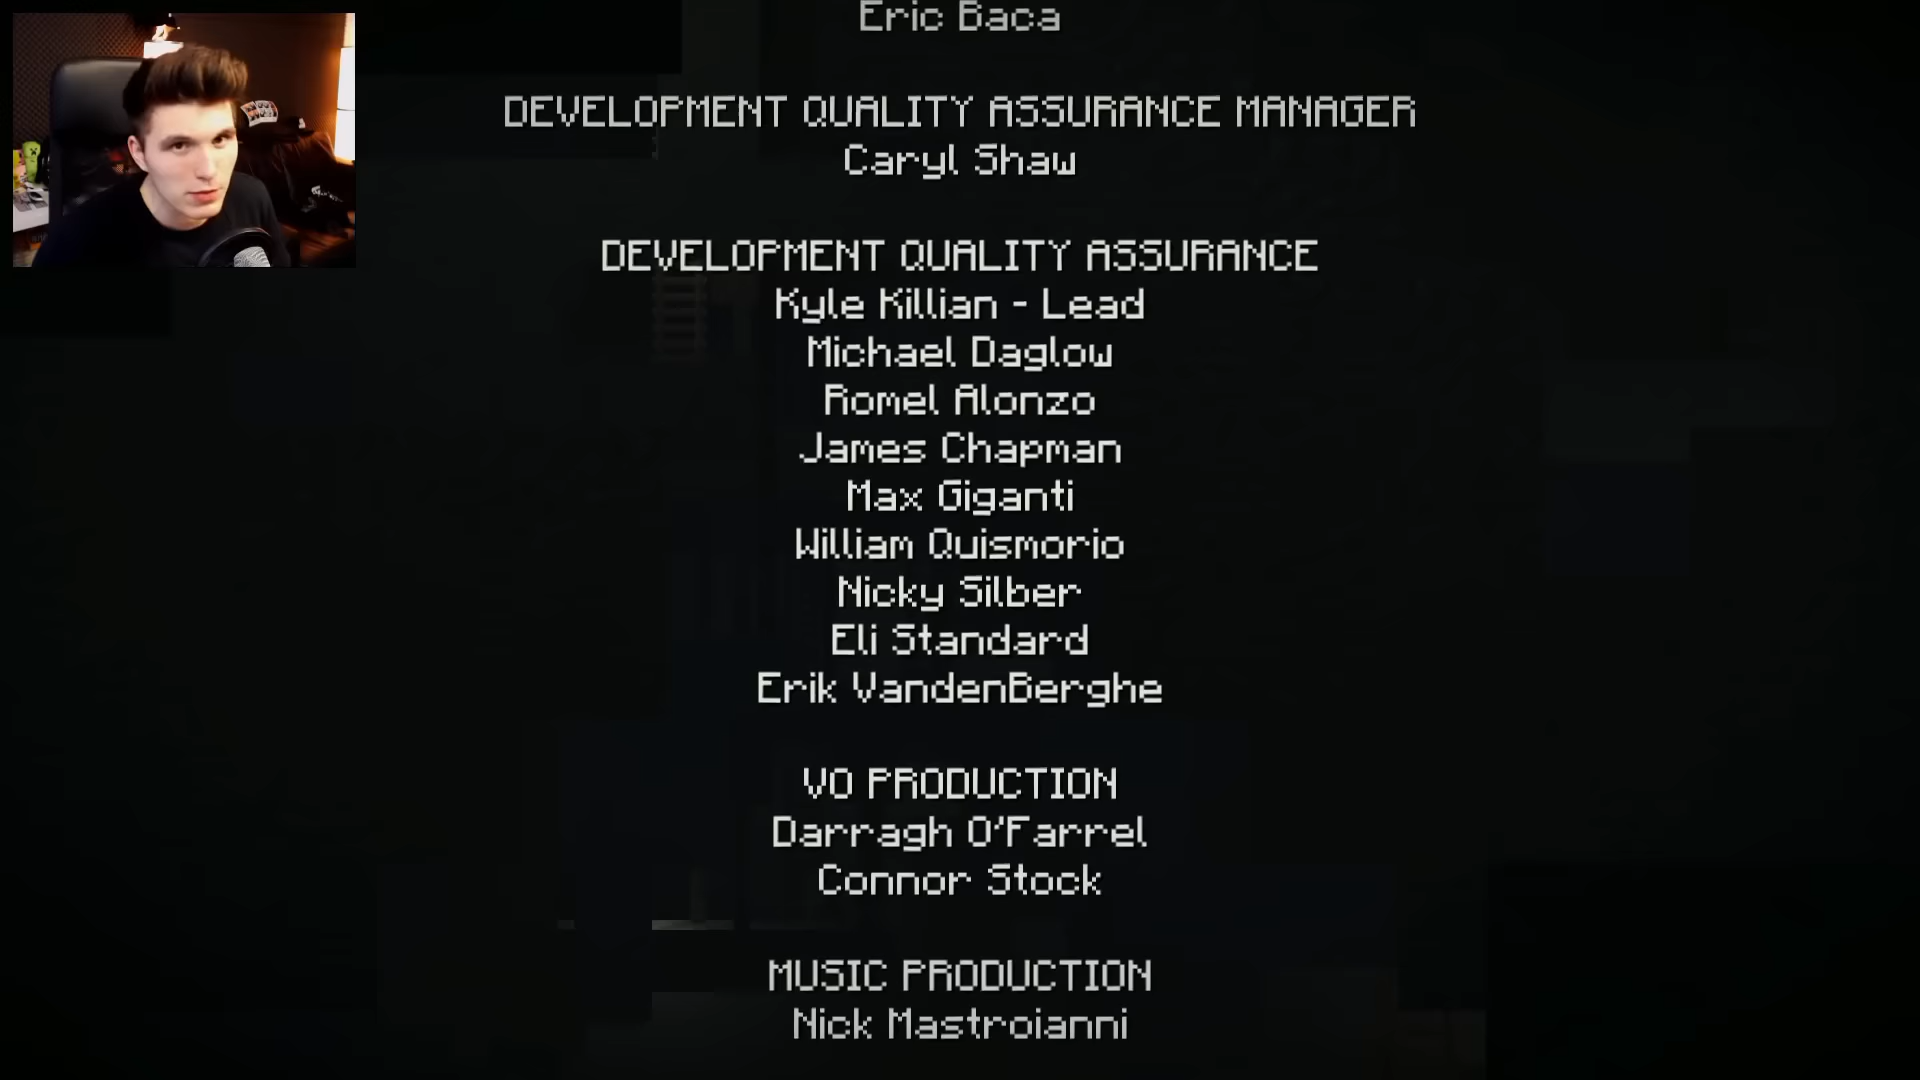 Eric Baca
DEVELOPMENT QUALITY ASSURANCE MANAGER
Caryl Shaw
DEVELOPMENT QUALITY ASSURANCE
Kyle Killian - Lead
Michael Daglow
Romel Alonzo
James Chapman
Max Giganti
William Quismorio
Nicky Silber
Eli Standard
Erik VandenBerghe
VO PRODUCTION
Darragh O'Farrel
Connor Stock
MUSIC PRODUCTION
Nick Mastroianni